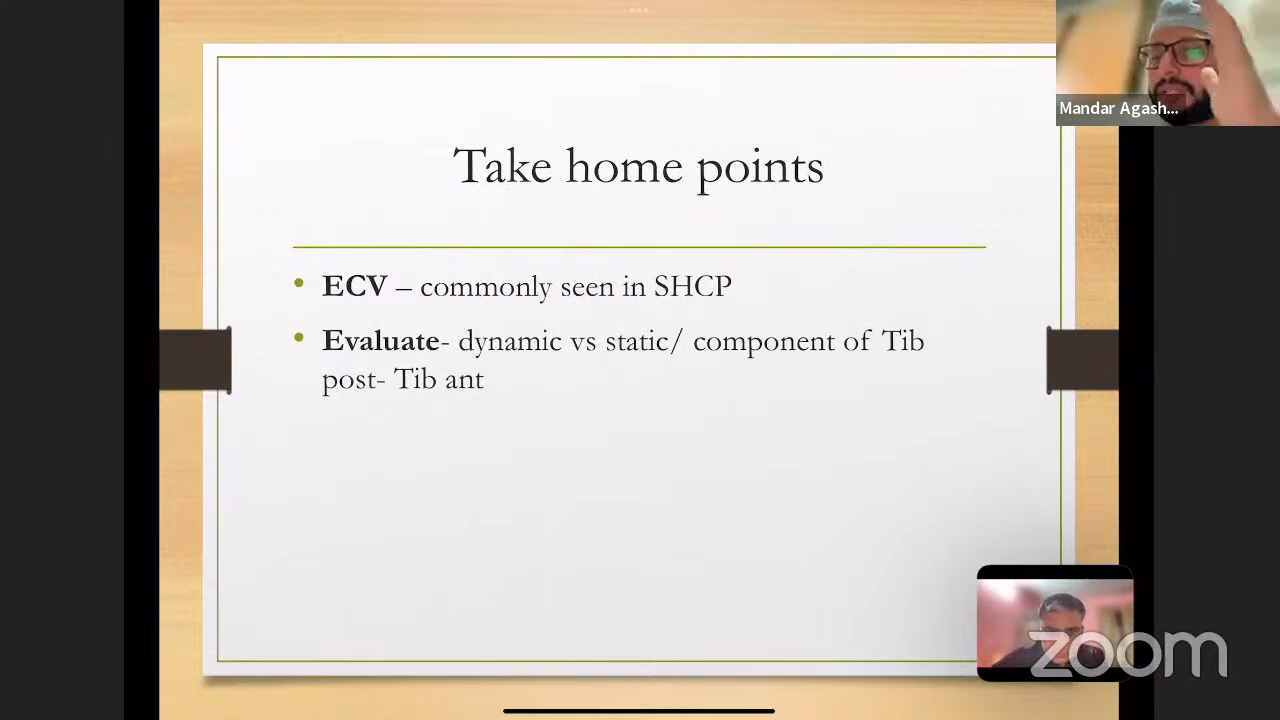 Mandar Agash...
Take home points
• ECV – commonly seen in SHCP
• Evaluate- dynamic vs static/ component of Tib
post- Tib ant
zoom